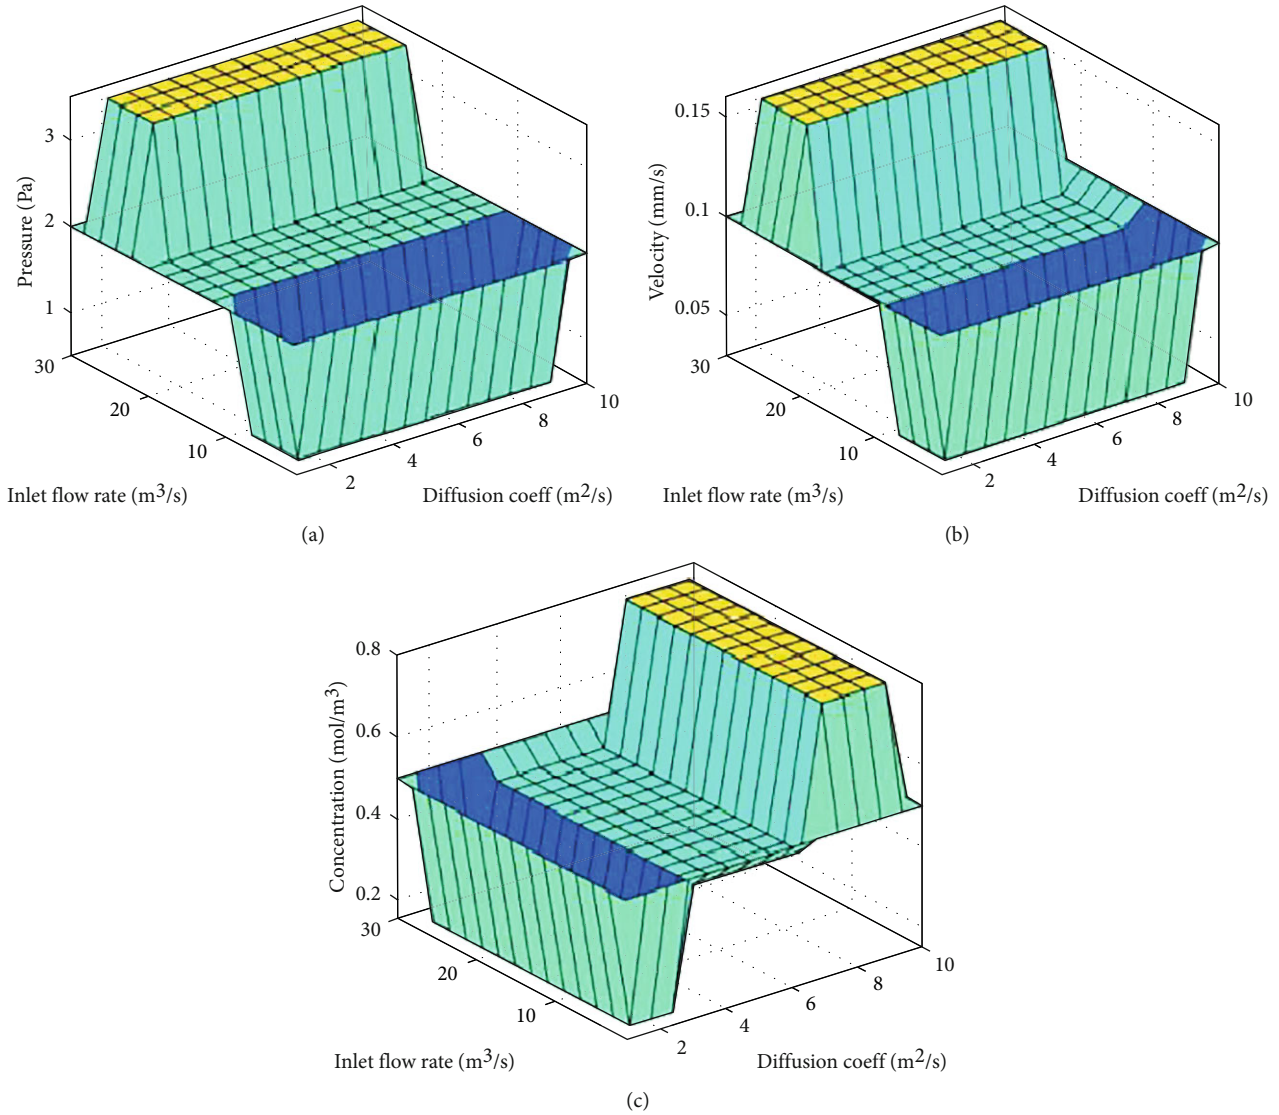 Pressure (Pa)
3
2
1
30
20
10
2
4
6
8
10
Inlet flow rate (m3/s)
Diffusion coeff (m2/s)
(a)
Velocity (mm/s)
0.15
0.1
0.05
30
20
10
2
4
6
8
10
Inlet flow rate (m3/s)
Diffusion coeff (m2/s)
(b)
Concentration (mol/m3)
0.8
0.6
0.4
0.2
30
20
10
2
4
6
8
10
Inlet flow rate (m3/s)
Diffusion coeff (m2/s)
(c)